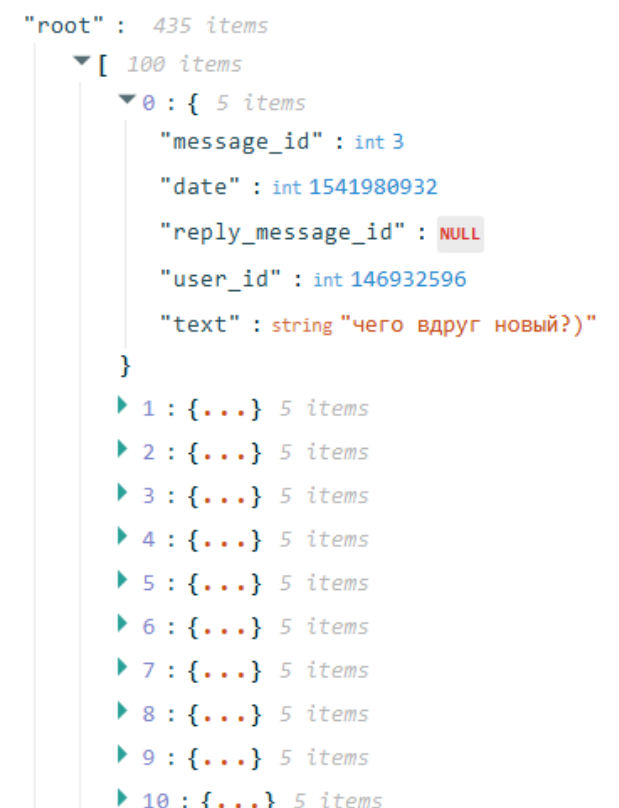 "root" : 435 items
[ 100 items
0 : { 5 items
"message_id" : int 3
"date" : int 1541980932
"reply_message_id" : NULL
"user_id" : int 146932596
"text" : string "чего вдруг новый?)"
}
1 : {...} 5 items
2 : {...} 5 items
3 : {...} 5 items
4 : {...} 5 items
5 : {...} 5 items
6 : {...} 5 items
7 : {...} 5 items
8 : {...} 5 items
9 : {...} 5 items
10 : {...} 5 items